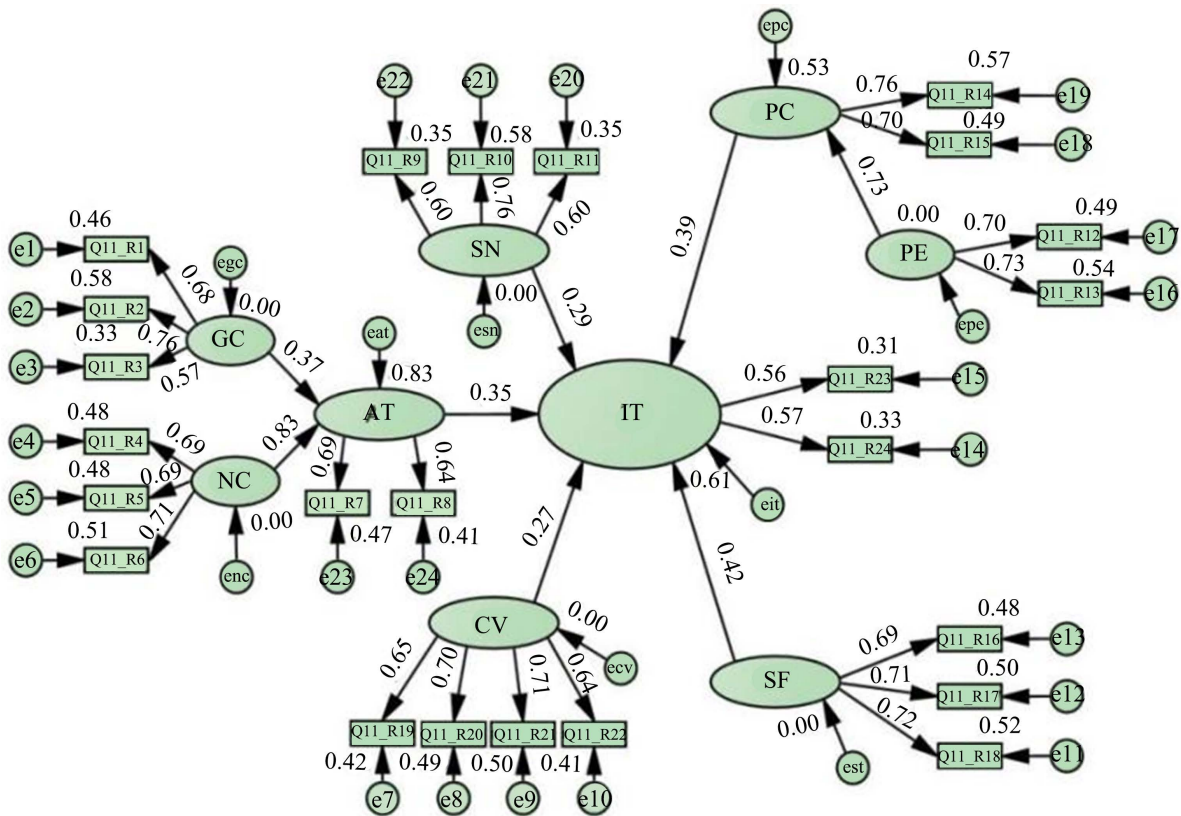 epc
0.53
0.57
0.76
Q11_R14
e19
PC
0.70
0.49
Q11_R15
e18
e22
e21
e20
0.35
0.58
0.35
Q11_R9
Q11_R10
Q11_R11
0.60
0.76
0.60
SN
0.00
esn
0.29
0.39
0.73
0.00
PE
0.70
0.49
Q11_R12
e17
0.73
0.54
Q11_R13
e16
epe
0.46
e1
Q11_R1
0.58
e2
Q11_R2
0.33
e3
Q11_R3
0.68
0.76
0.57
egc
0.00
GC
0.37
eat
0.83
AT
0.35
IT
0.56
0.31
Q11_R23
e15
0.57
0.33
Q11_R24
e14
0.61
eit
0.48
e4
Q11_R4
0.48
e5
Q11_R5
0.51
e6
Q11_R6
0.69
0.69
0.71
NC
0.83
0.00
enc
0.69
0.64
Q11_R7
Q11_R8
0.47
0.41
e23
e24
0.27
0.42
CV
0.00
ecv
0.65
0.70
0.71
0.64
Q11_R19
Q11_R20
Q11_R21
Q11_R22
0.42
0.49
0.50
0.41
e7
e8
e9
e10
SF
0.00
est
0.69
0.48
Q11_R16
e13
0.71
0.50
Q11_R17
e12
0.72
0.52
Q11_R18
e11